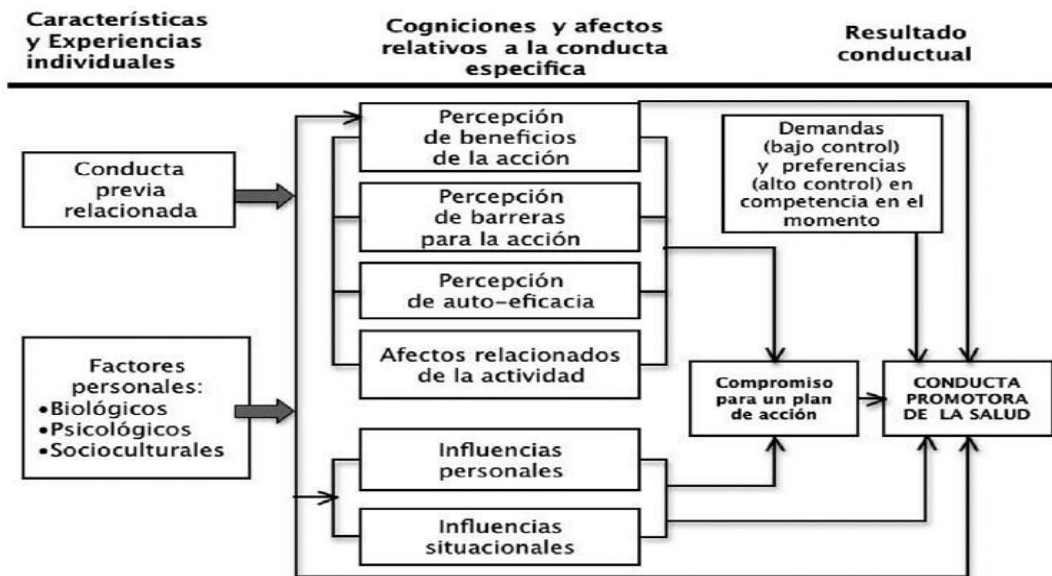 Características
y Experiencias
individuales
Cogniciones y afectos
relativos a la conducta
especifica
Resultado
conductual
Conducta
previa
relacionada
Factores
personales:
•Biológicos
•Psicológicos
•Socioculturales
Percepción
de beneficios
de la acción
Percepción
de barreras
para la acción
Percepción
de auto-eficacia
Afectos relacionados
de la actividad
Influencias
personales
Influencias
situacionales
Demandas
(bajo control)
y preferencias
(alto control) en
competencia en el
momento
Compromiso
para un plan
de acción
CONDUCTA
PROMOTORA
DE LA SALUD